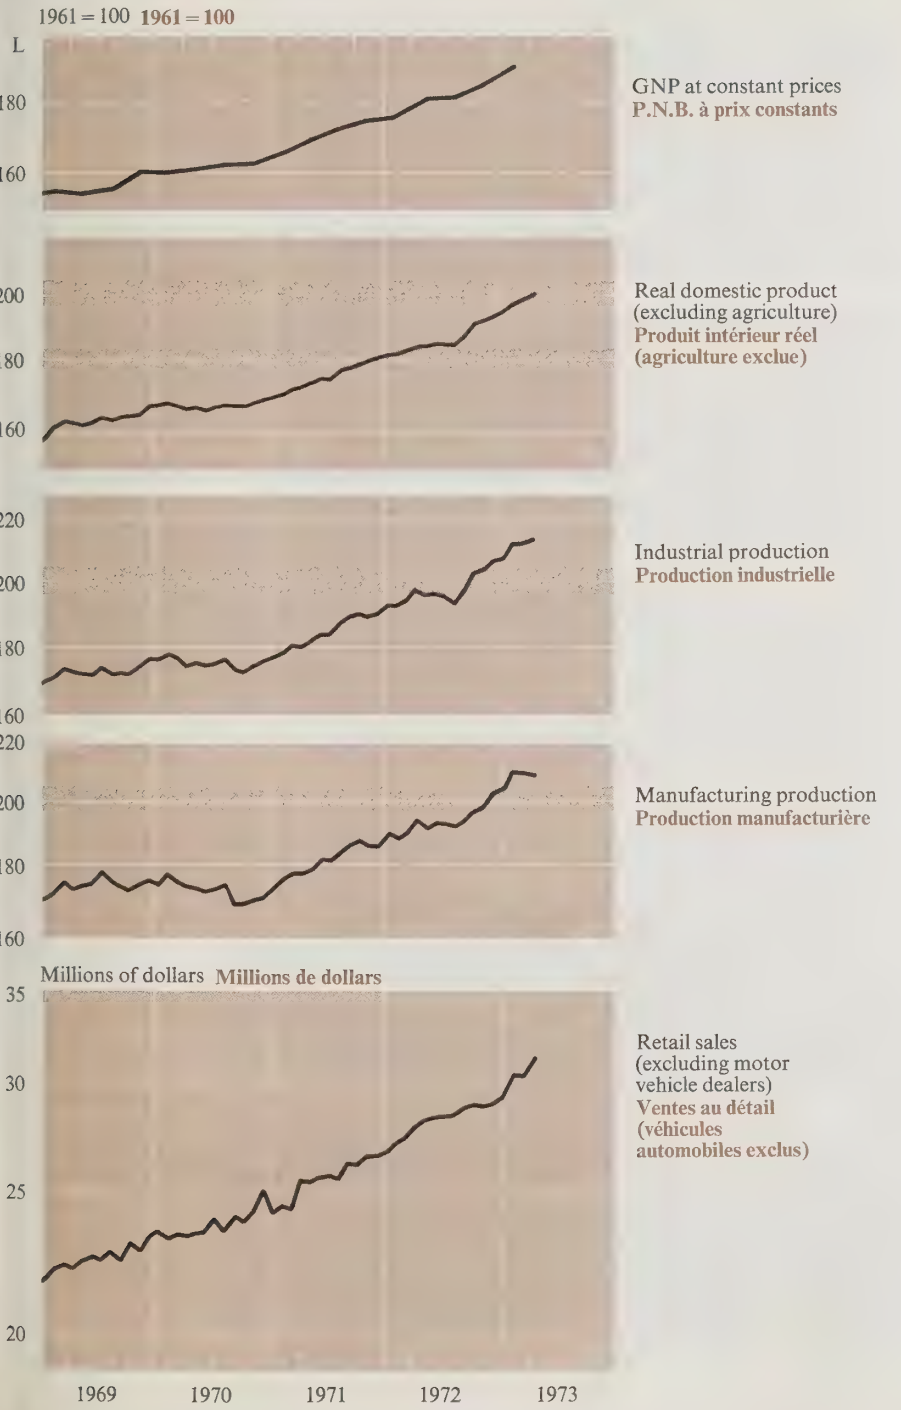 1961 = 100 1961 = 100
L
180
160
GNP at constant prices
P.N.B. à prix constants
200
180
160
Real domestic product
(excluding agriculture)
Produit intérieur réel
(agriculture exclue)
220
200
180
160
Industrial production
Production industrielle
220
200
180
160
Manufacturing production
Production manufacturière
Millions of dollars Millions de dollars
35
30
25
20
Retail sales
(excluding motor
vehicle dealers)
Ventes au détail
(véhicules
automobiles exclus)
1969 1970 1971 1972 1973